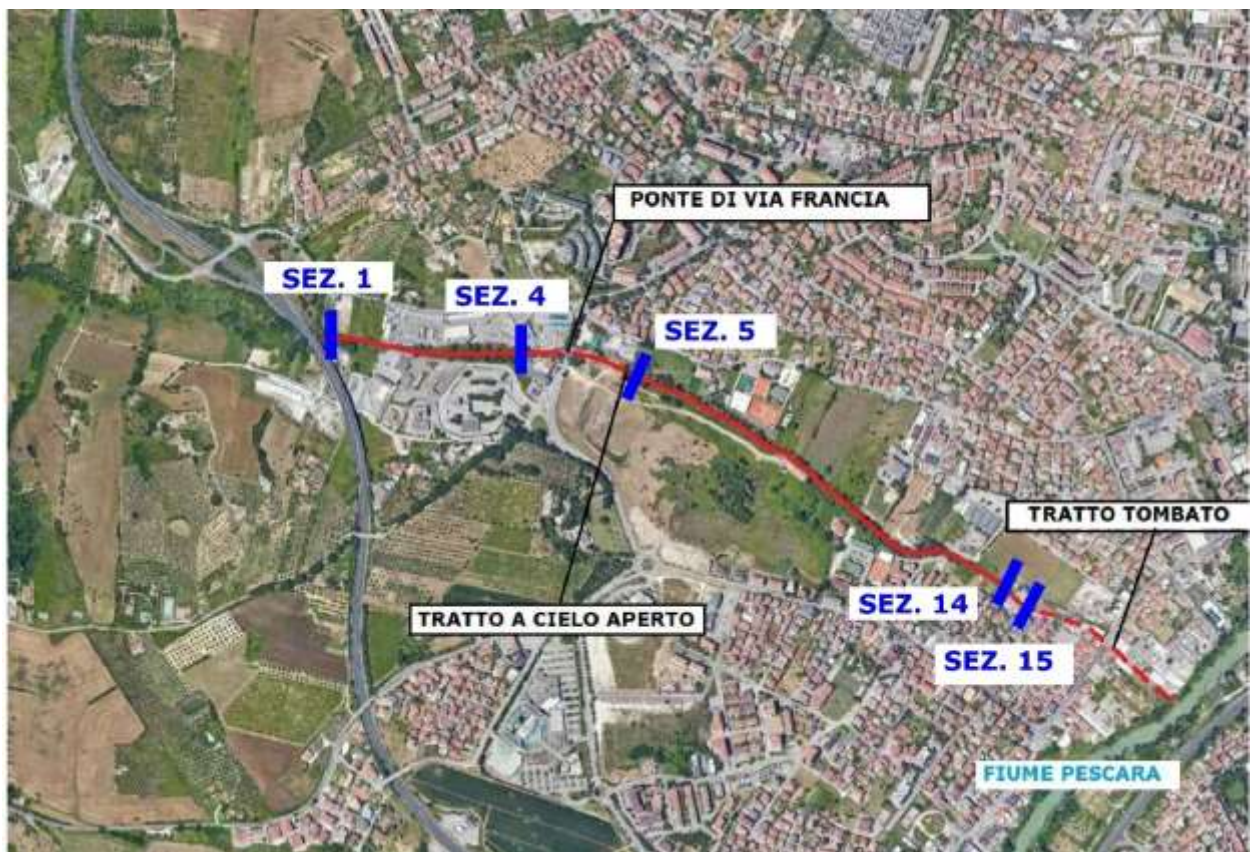 PONTE DI VIA FRANCIA
SEZ. 1
SEZ. 4
SEZ. 5
TRATTO TOMBATO
SEZ. 14
TRATTO A CIELO APERTO
SEZ. 15
FIUME PESCARA